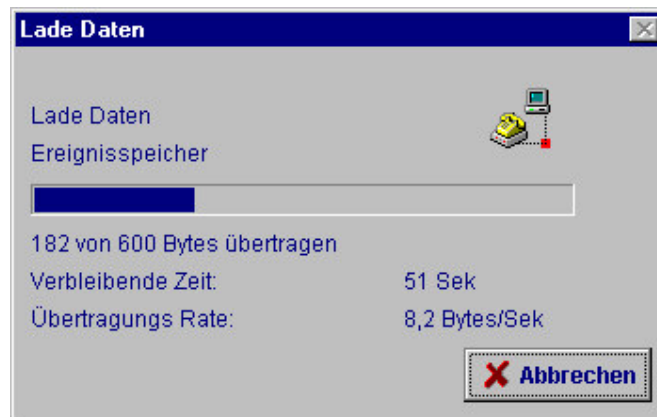 Lade Daten
Lade Daten
Ereignisspeicher
182 von 600 Bytes übertragen
Verbleibende Zeit: 51 Sek
Übertragungs Rate: 8,2 Bytes/Sek
Abbrechen